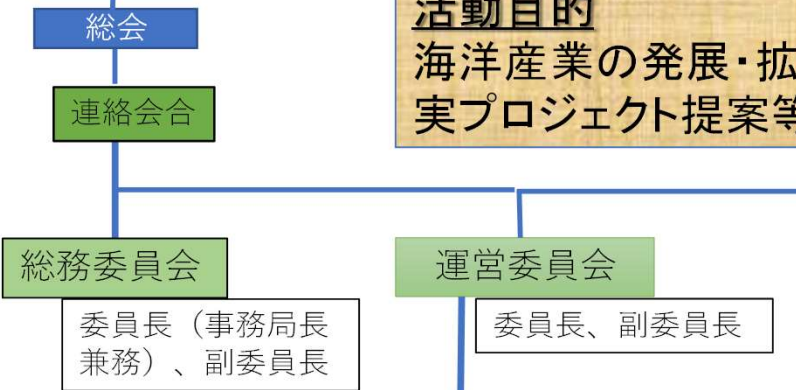 総会
活動目的
海洋産業の発展・拡
実プロジェクト提案等
連絡会合
総務委員会
運営委員会
委員長（事務局長
兼務）、副委員長
委員長、副委員長